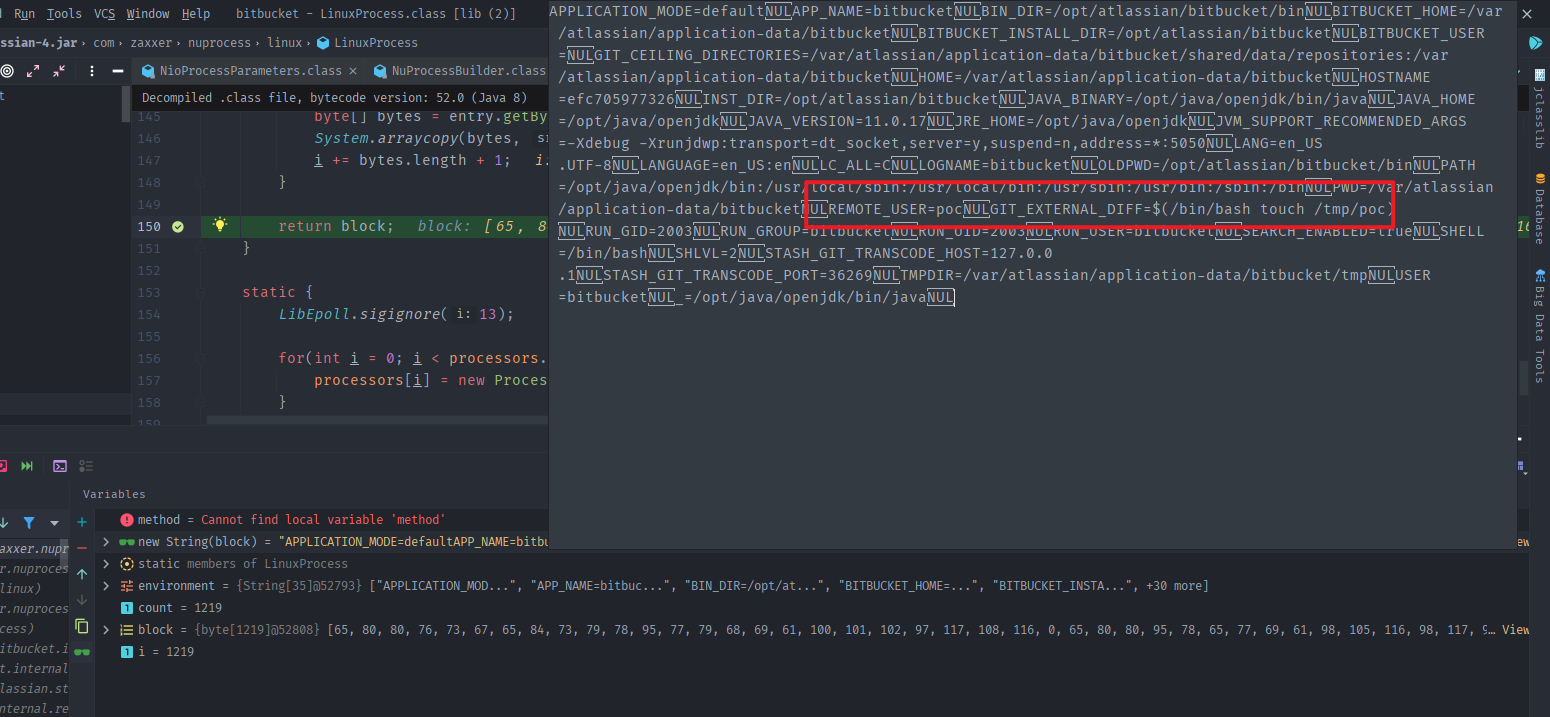 Run Tools VCS Window Help bitbucket – LinuxProcess.class [lib (2)]
assian-4.jar › com › zaxxer › nuprocess › linux › LinuxProcess
NioProcessParameters.class × NuProcessBuilder.class
Decompiled .class file, bytecode version: 52.0 (Java 8)
145 byte[] bytes = entry.getBy
146 System.arraycopy(bytes,
147 i += bytes.length + 1; i:
148 }
149
150 return block; block: [65, 8
151 }
152
153 static {
154 LibEpoll.sigignore( i: 13);
155
156 for(int i = 0; i < processors.
157 processors[i] = new Proces
158 }
159
APPLICATION_MODE=defaultNULAPP_NAME=bitbucketNULBIN_DIR=/opt/atlassian/bitbucket/binNULBITBUCKET_HOME=/var
/atlassian/application-data/bitbucketNULBITBUCKET_INSTALL_DIR=/opt/atlassian/bitbucketNULBITBUCKET_USER
=NULGIT_CEILING_DIRECTORIES=/var/atlassian/application-data/bitbucket/shared/data/repositories:/var
/atlassian/application-data/bitbucketNULHOME=/var/atlassian/application-data/bitbucketNULHOSTNAME
=efc705977326NULINST_DIR=/opt/atlassian/bitbucketNULJAVA_BINARY=/opt/java/openjdk/bin/javaNULJAVA_HOME
=/opt/java/openjdkNULJAVA_VERSION=11.0.17NULJRE_HOME=/opt/java/openjdkNULJVM_SUPPORT_RECOMMENDED_ARGS
=-Xdebug -Xrunjdwp:transport=dt_socket,server=y,suspend=n,address=*:5050NULLANG=en_US
.UTF-8NULLANGUAGE=en_US:enNULLC_ALL=CNULLOGNAME=bitbucketNULOLDPWD=/opt/atlassian/bitbucket/binNULPATH
=/opt/java/openjdk/bin:/usr/local/sbin:/usr/local/bin:/usr/sbin:/usr/bin:/sbin:/binNULPWD=/var/atlassian
/application-data/bitbucketNULREMOTE_USER=pocNULGIT_EXTERNAL_DIFF=$(/bin/bash touch /tmp/poc)
NULRUN_GID=2003NULRUN_GROUP=bitbucketNULRUN_UID=2003NULRUN_USER=bitbucketNULSEARCH_ENABLED=trueNULSHELL
=/bin/bashNULSHLVL=2NULSTASH_GIT_TRANSCODE_HOST=127.0.0
.1NULSTASH_GIT_TRANSCODE_PORT=36269NULTMPDIR=/var/atlassian/application-data/bitbucket/tmpNULUSER
=bitbucketNUL_=/opt/java/openjdk/bin/javaNUL
jclasslib
Database
Big Data Tools
Variables
method = Cannot find local variable 'method'
new String(block) = "APPLICATION_MODE=defaultAPP_NAME=bitbu
static members of LinuxProcess
environment = {String[35]@52793} ["APPLICATION_MOD...", "APP_NAME=bitbuc...", "BIN_DIR=/opt/at...", "BITBUCKET_HOME=...", "BITBUCKET_INSTA...", +30 more]
count = 1219
block = {byte[1219]@52808} [65, 80, 80, 76, 73, 67, 65, 84, 73, 79, 78, 95, 77, 79, 68, 69, 61, 100, 101, 102, 97, 117, 108, 116, 0, 65, 80, 80, 95, 78, 65, 77, 69, 61, 98, 105, 116, 98, 117, 9… View
i = 1219
axxer.nupr
r.nuproces
linux)
r.nuproces
cess)
itbucket.i
t.internal
lassian.st
nternal.re